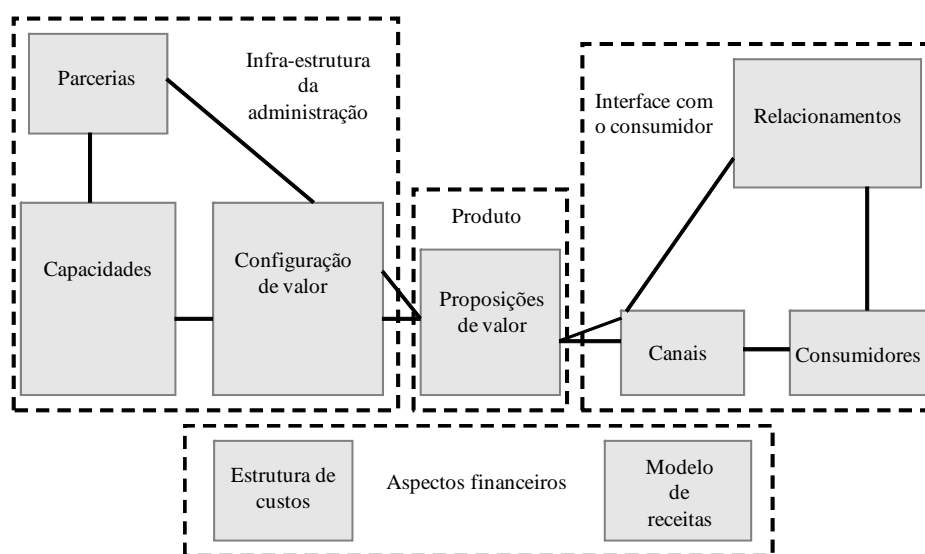 Parcerias
Infra-estrutura
da
administração
Capacidades
Configuração
de valor
Produto
Proposições
de valor
Interface com
o consumidor
Relacionamentos
Canais
Consumidores
Estrutura de
custos
Aspectos financeiros
Modelo
de
receitas